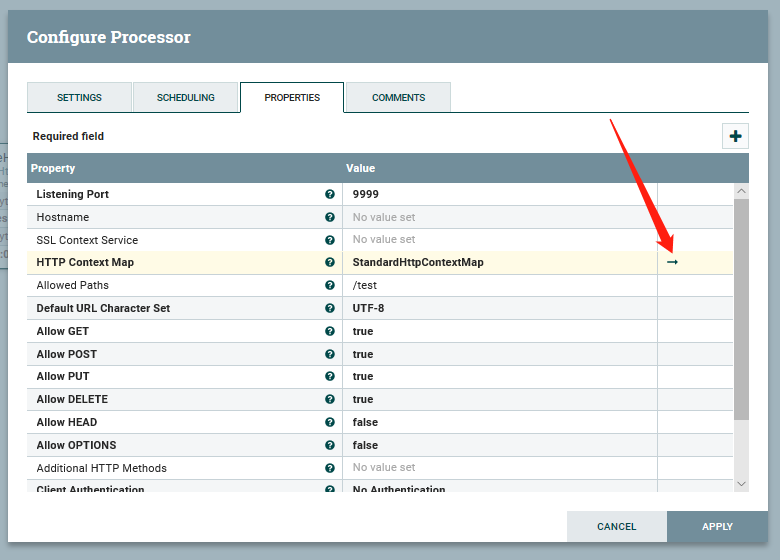 Configure Processor
SETTINGS SCHEDULING PROPERTIES COMMENTS
Required field
Property Value
Listening Port 9999
Hostname No value set
SSL Context Service No value set
HTTP Context Map StandardHttpContextMap
Allowed Paths /test
Default URL Character Set UTF-8
Allow GET true
Allow POST true
Allow PUT true
Allow DELETE true
Allow HEAD false
Allow OPTIONS false
Additional HTTP Methods No value set
Client Authentication No Authentication
CANCEL APPLY